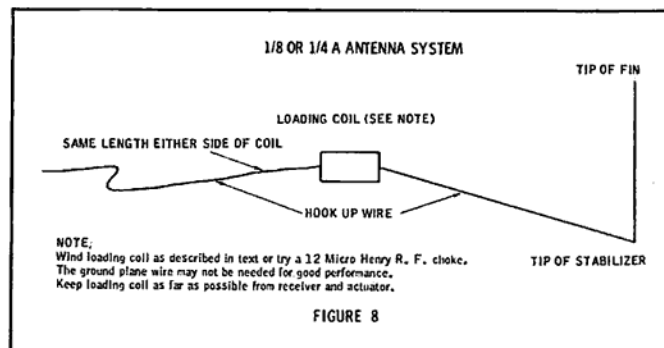 1/8 OR 1/4 A ANTENNA SYSTEM
TIP OF FIN
LOADING COIL (SEE NOTE)
SAME LENGTH EITHER SIDE OF COIL
HOOK UP WIRE
NOTE;
Wind loading coil as described in text or try a 12 Micro Henry R. F. choke.
The ground plane wire may not be needed for good performance.
Keep loading coil as far as possible from receiver and actuator.
TIP OF STABILIZER
FIGURE 8